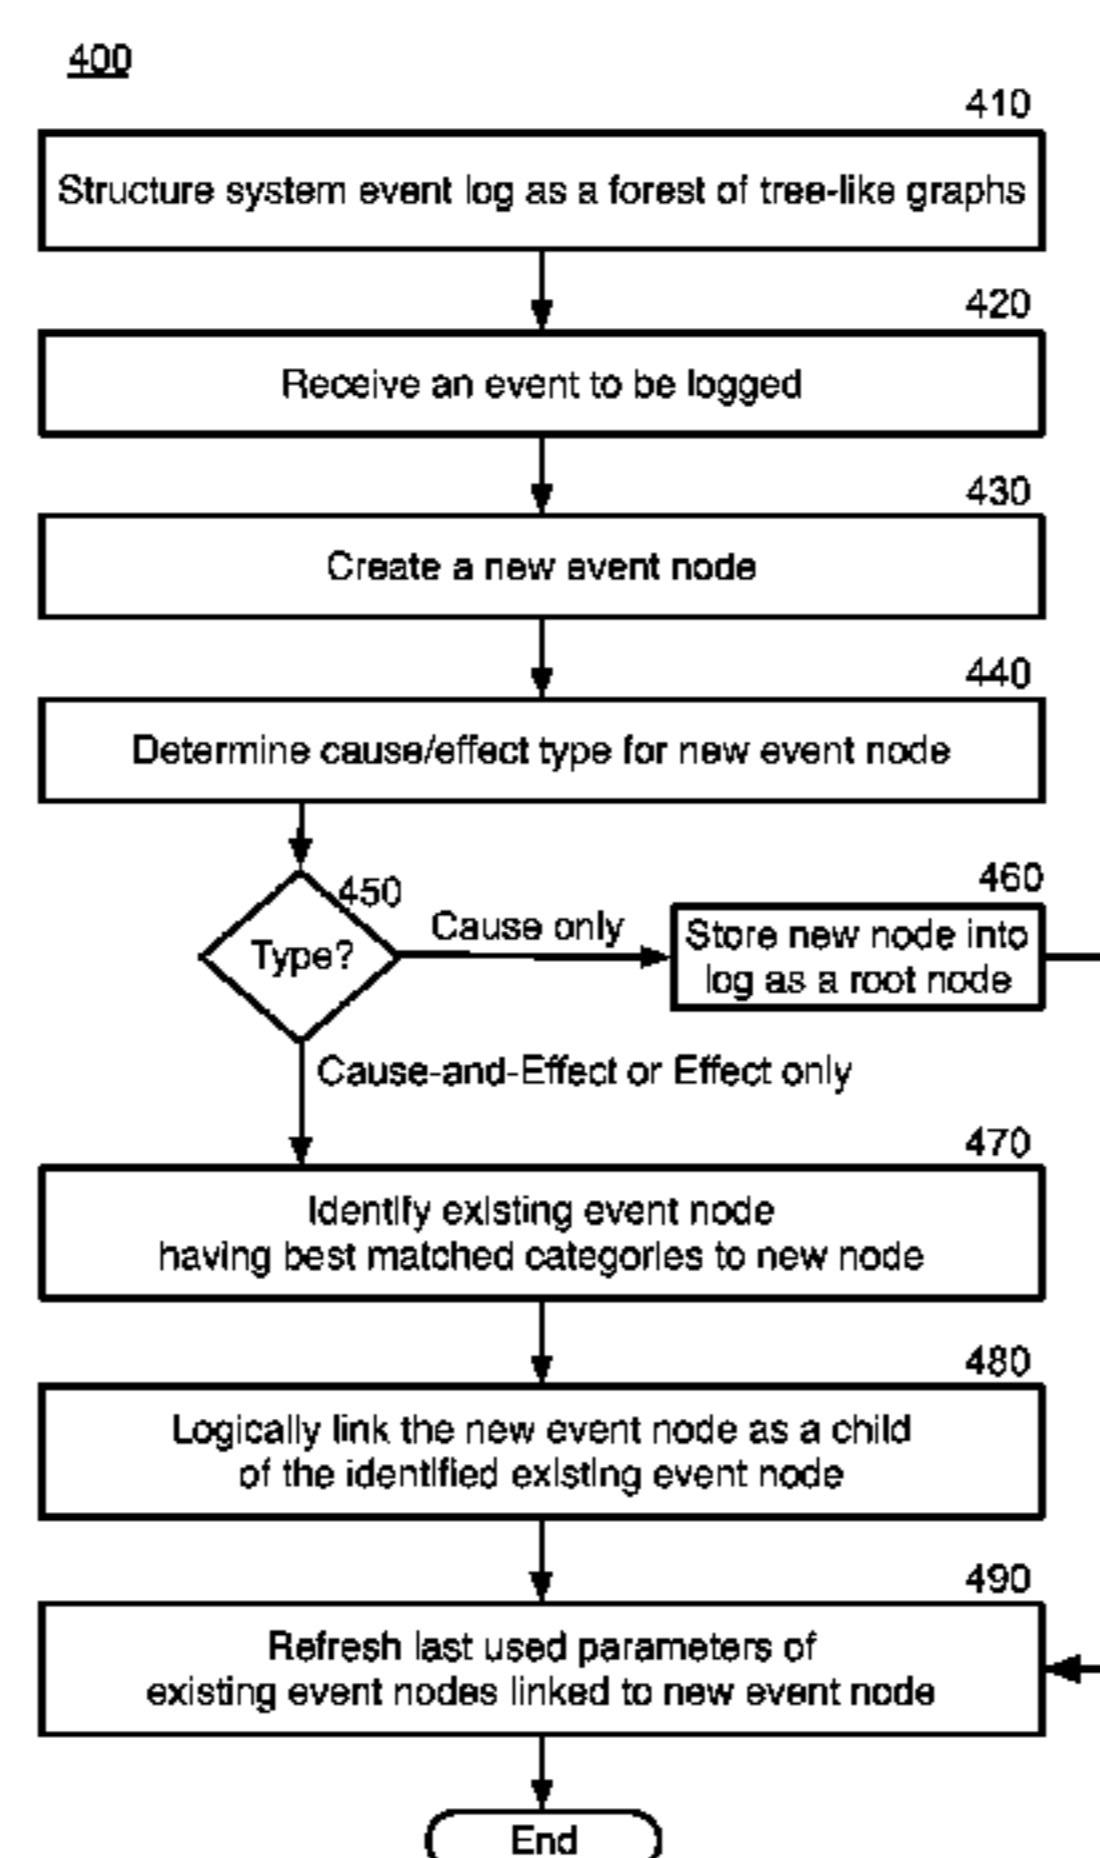 400
410
Structure system event log as a forest of tree-like graphs
420
Receive an event to be logged
430
Create a new event node
440
Determine cause/effect type for new event node
450
Type?
Cause only
460
Store new node into
log as a root node
Cause-and-Effect or Effect only
470
Identify existing event node
having best matched categories to new node
480
Logically link the new event node as a child
of the identified existing event node
490
Refresh last used parameters of
existing event nodes linked to new event node
End